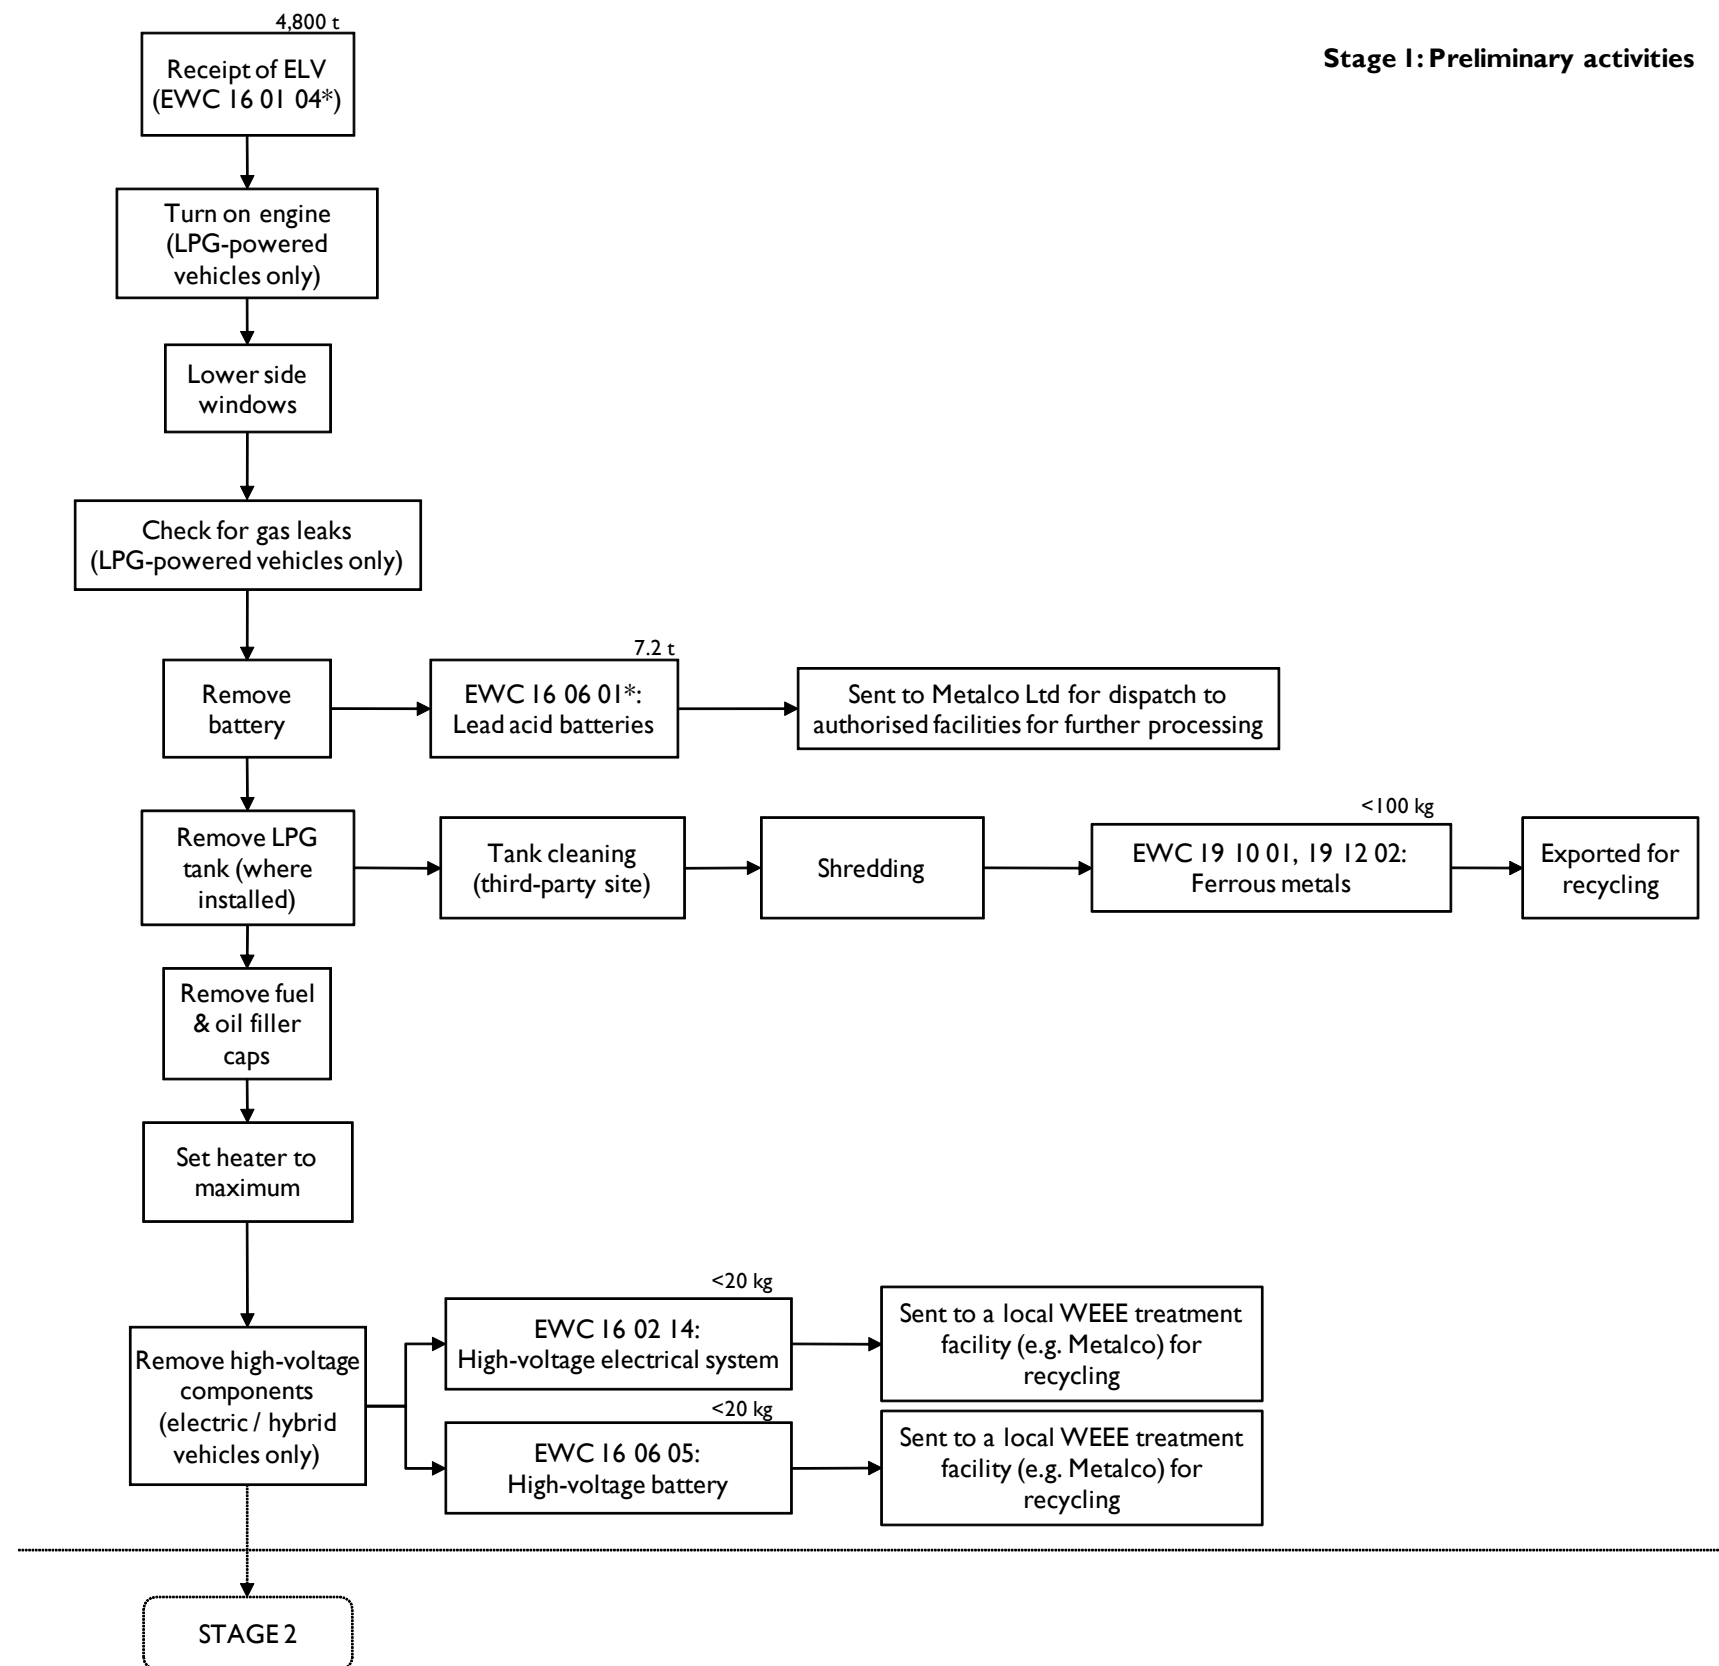 4,800 t
Stage 1: Preliminary activities
Receipt of ELV
(EWC 16 01 04*)
Turn on engine
(LPG-powered
vehicles only)
Lower side
windows
Check for gas leaks
(LPG-powered vehicles only)
Remove
battery
7.2 t
EWC 16 06 01*:
Lead acid batteries
Sent to Metalco Ltd for dispatch to
authorised facilities for further processing
Remove LPG
tank (where
installed)
Tank cleaning
(third-party site)
Shredding
<100 kg
EWC 19 10 01, 19 12 02:
Ferrous metals
Exported for
recycling
Remove fuel
& oil filler
caps
Set heater to
maximum
Remove high-voltage
components
(electric / hybrid
vehicles only)
<20 kg
EWC 16 02 14:
High-voltage electrical system
Sent to a local WEEE treatment
facility (e.g. Metalco) for
recycling
<20 kg
EWC 16 06 05:
High-voltage battery
Sent to a local WEEE treatment
facility (e.g. Metalco) for
recycling
STAGE 2